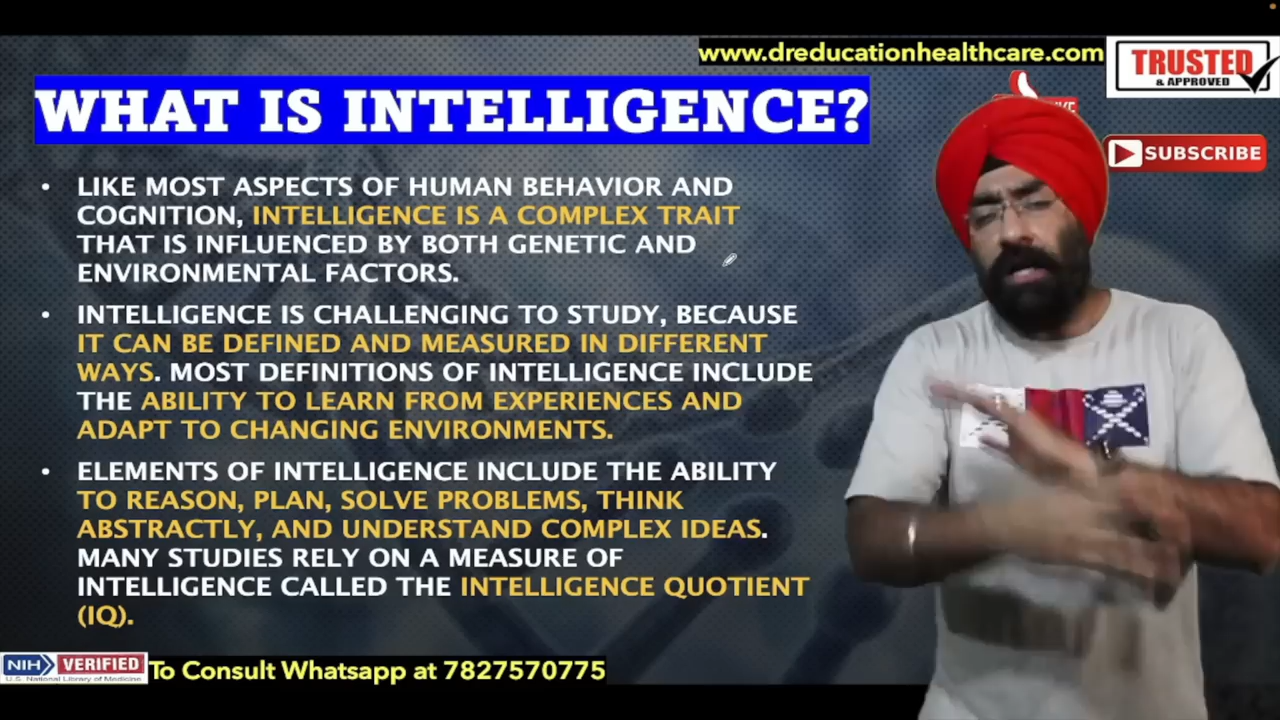 www.dreducationhealthcare.com
TRUSTED
& APPROVED
WHAT IS INTELLIGENCE?
SUBSCRIBE
• LIKE MOST ASPECTS OF HUMAN BEHAVIOR AND
COGNITION, INTELLIGENCE IS A COMPLEX TRAIT
THAT IS INFLUENCED BY BOTH GENETIC AND
ENVIRONMENTAL FACTORS.
• INTELLIGENCE IS CHALLENGING TO STUDY, BECAUSE
IT CAN BE DEFINED AND MEASURED IN DIFFERENT
WAYS. MOST DEFINITIONS OF INTELLIGENCE INCLUDE
THE ABILITY TO LEARN FROM EXPERIENCES AND
ADAPT TO CHANGING ENVIRONMENTS.
• ELEMENTS OF INTELLIGENCE INCLUDE THE ABILITY
TO REASON, PLAN, SOLVE PROBLEMS, THINK
ABSTRACTLY, AND UNDERSTAND COMPLEX IDEAS.
MANY STUDIES RELY ON A MEASURE OF
INTELLIGENCE CALLED THE INTELLIGENCE QUOTIENT
(IQ).
NIH VERIFIED
U.S. National Library of Medicine
To Consult Whatsapp at 7827570775